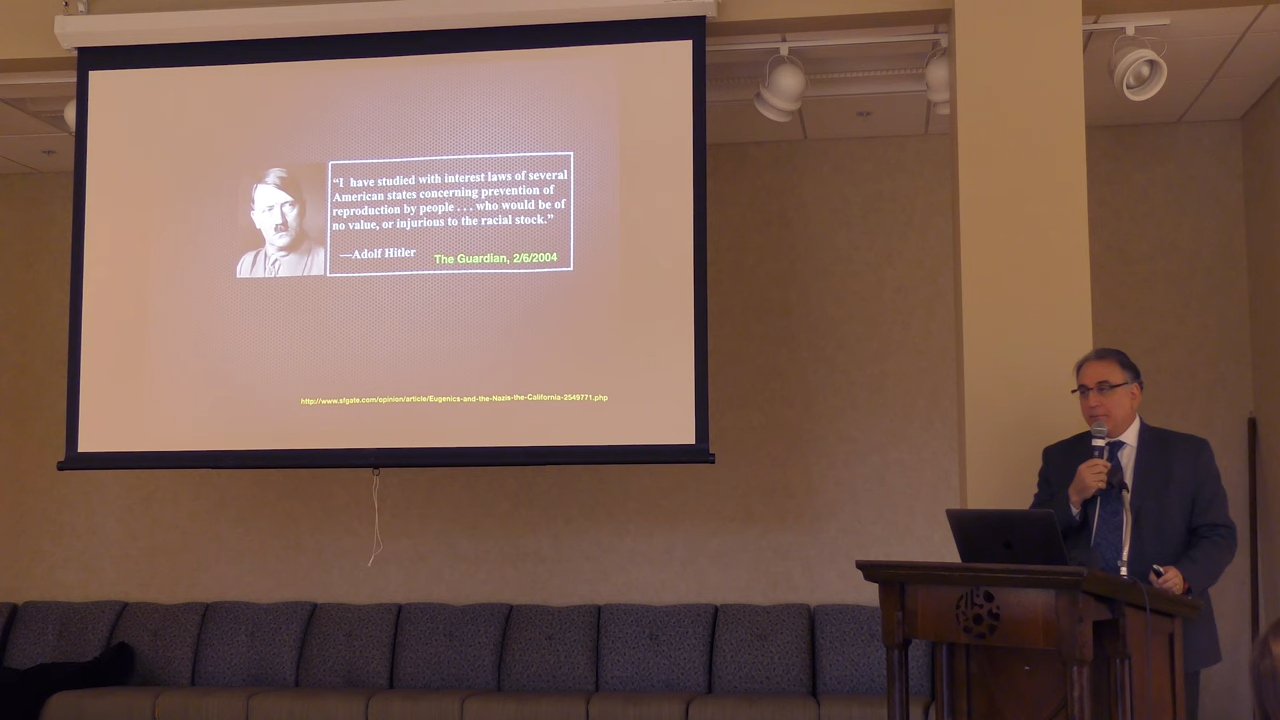 “I have studied with interest laws of several
American states concerning prevention of
reproduction by people . . . who would be of
no value, or injurious to the racial stock.”
—Adolf Hitler
The Guardian, 2/6/2004
http://www.sfgate.com/opinion/article/Eugenics-and-the-Nazis-the-California-2549771.php